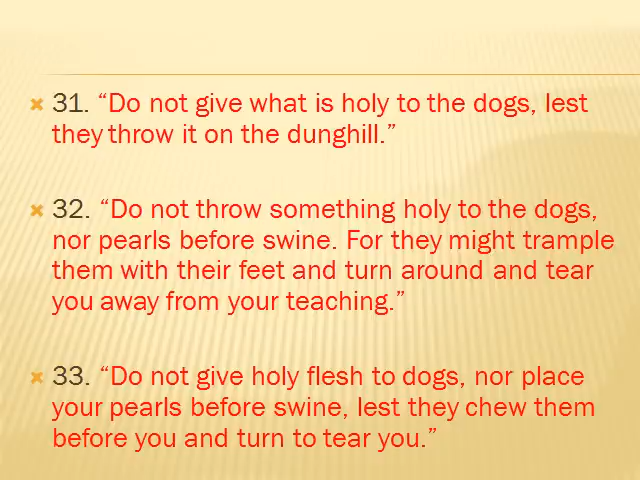 31. “Do not give what is holy to the dogs, lest
they throw it on the dunghill.”
32. “Do not throw something holy to the dogs,
nor pearls before swine. For they might trample
them with their feet and turn around and tear
you away from your teaching.”
33. “Do not give holy flesh to dogs, nor place
your pearls before swine, lest they chew them
before you and turn to tear you.”